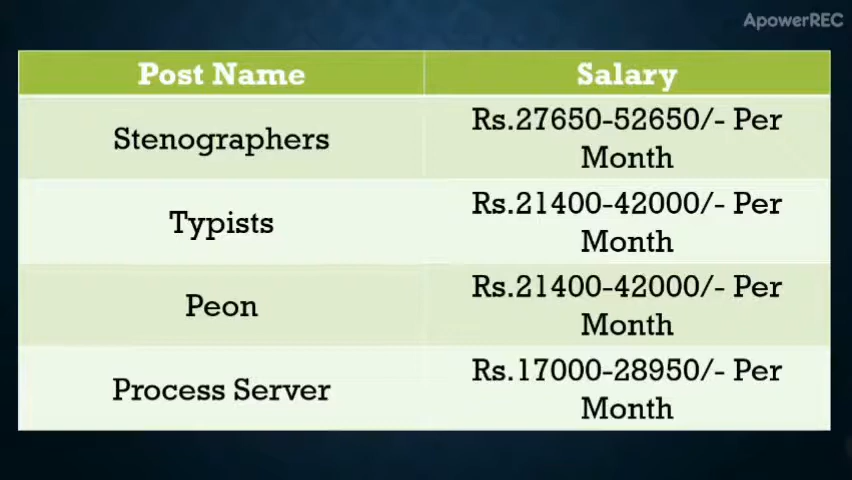 ApowerREC
Post Name
Salary
Stenographers
Rs.27650-52650/- Per
Month
Typists
Rs.21400-42000/- Per
Month
Peon
Rs.21400-42000/- Per
Month
Process Server
Rs.17000-28950/- Per
Month